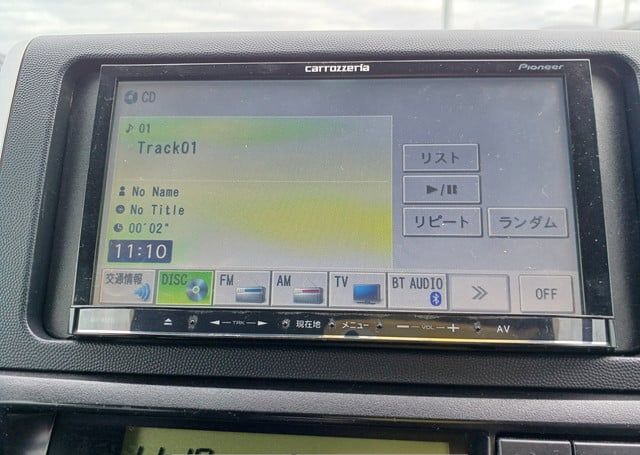 carrozzeria
Pioneer
CD
01
Track01
リスト
No Name
No Title
リピート
ランダム
00'02"
11:10
交通情報
DISC
FM
AM
TV
BT AUDIO
OFF
TRK
現在地
メニュー
VOL
AV